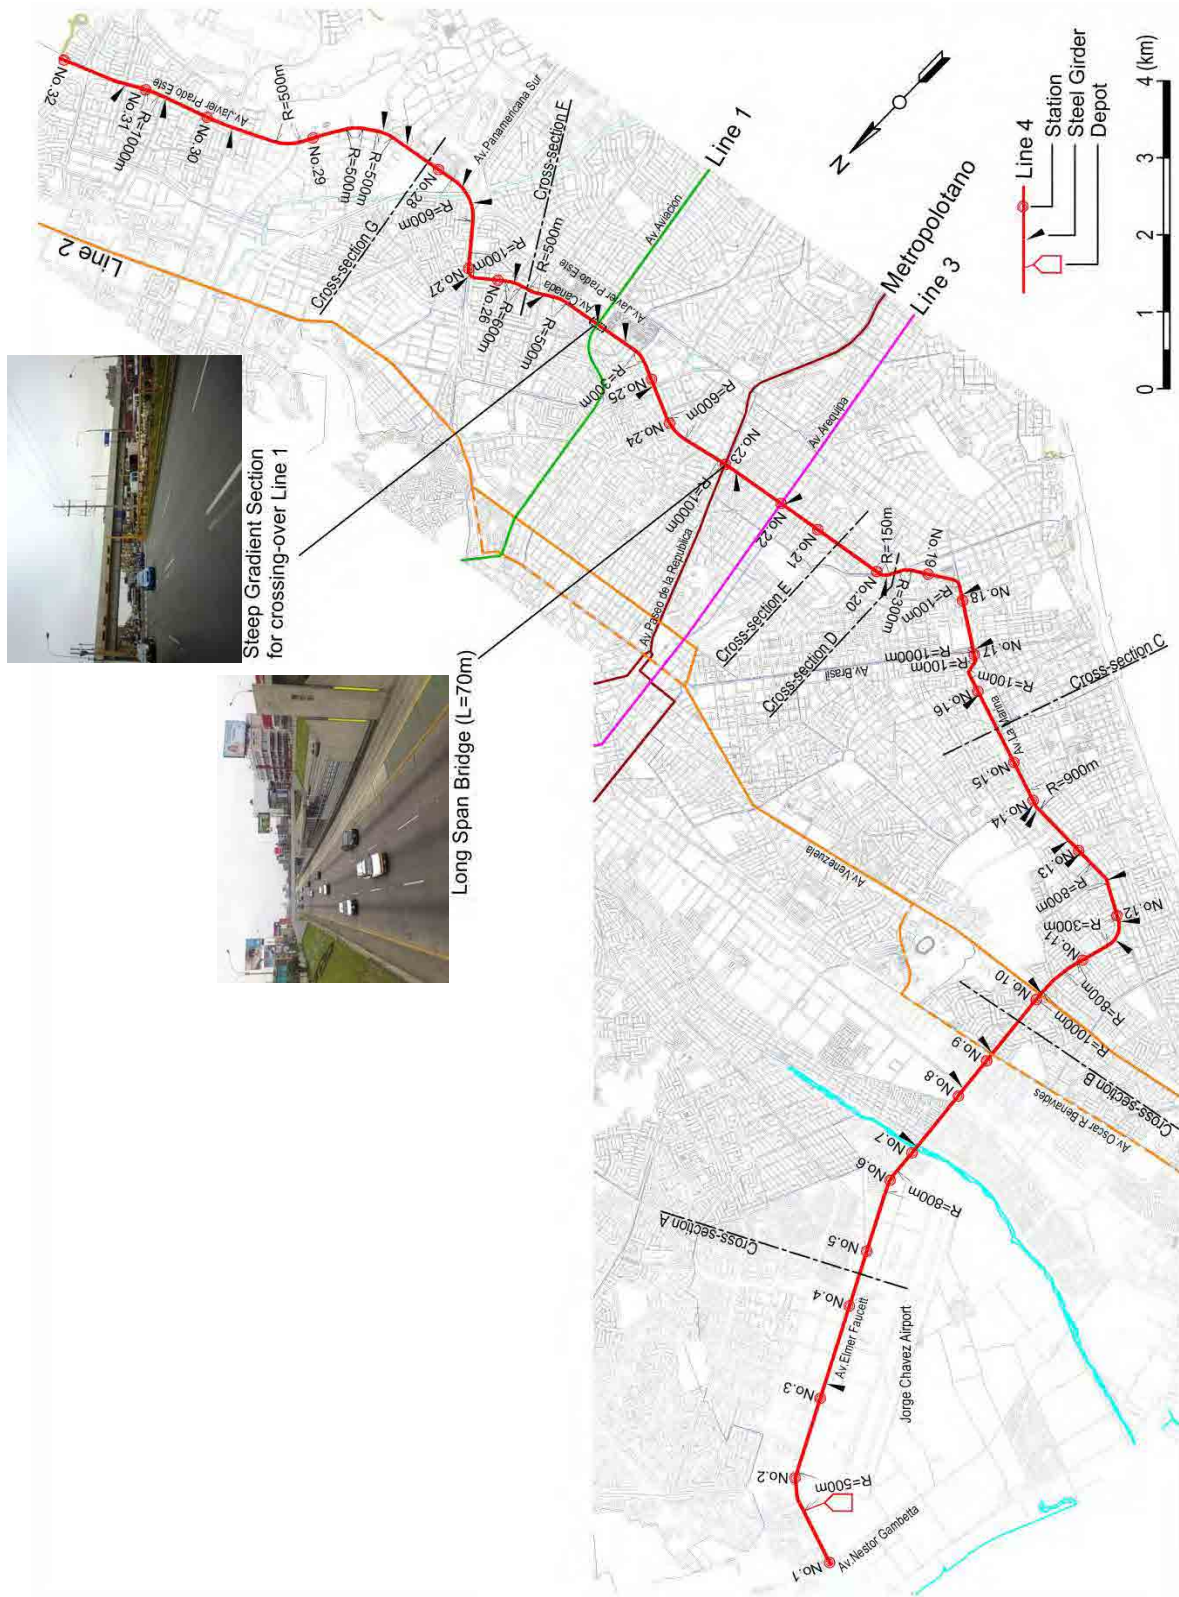 Steep Gradient Section
for crossing-over Line 1
Long Span Bridge (L=70m)
N
Line 4
Station
Steel Girder
Depot
0
1
2
3
4 (km)
Line 1
Line 2
Line 3
Metropolotano
No.1
No.2
No.3
No.4
No.5
No.6
No.7
No.8
No.9
No.10
No.11
No.12
No.13
No.14
No.15
No.16
No.17
No.18
No.19
No.20
No.21
No.22
No.23
No.24
No.25
No.26
No.27
No.28
No.29
No.30
No.31
No.32
Av.Nestor Gambetta
R=500m
Av.Elmer Faucett
Jorge Chavez Airport
Cross-section A
R=800m
Av.Oscar R Benavides
Cross-section B
R=1000m
R=800m
Av.Venezuela
R=300m
R=800m
R=900m
Av.La Marina
Cross-section C
R=100m
R=100m
R=1000m
Av.Brasil
R=100m
R=300m
R=150m
Cross-section D
Cross-section E
Av.Arequipa
Av.Paseo de la Republica
R=1000m
R=600m
R=300m
Av.Aviacion
Av.Javier Prado Este
Av.Canada
R=500m
R=600m
R=500m
Cross-section F
R=100m
R=600m
Cross-section G
Av.Panamericana Sur
R=500m
R=500m
R=500m
Av.Javier Prado Este
R=1000m